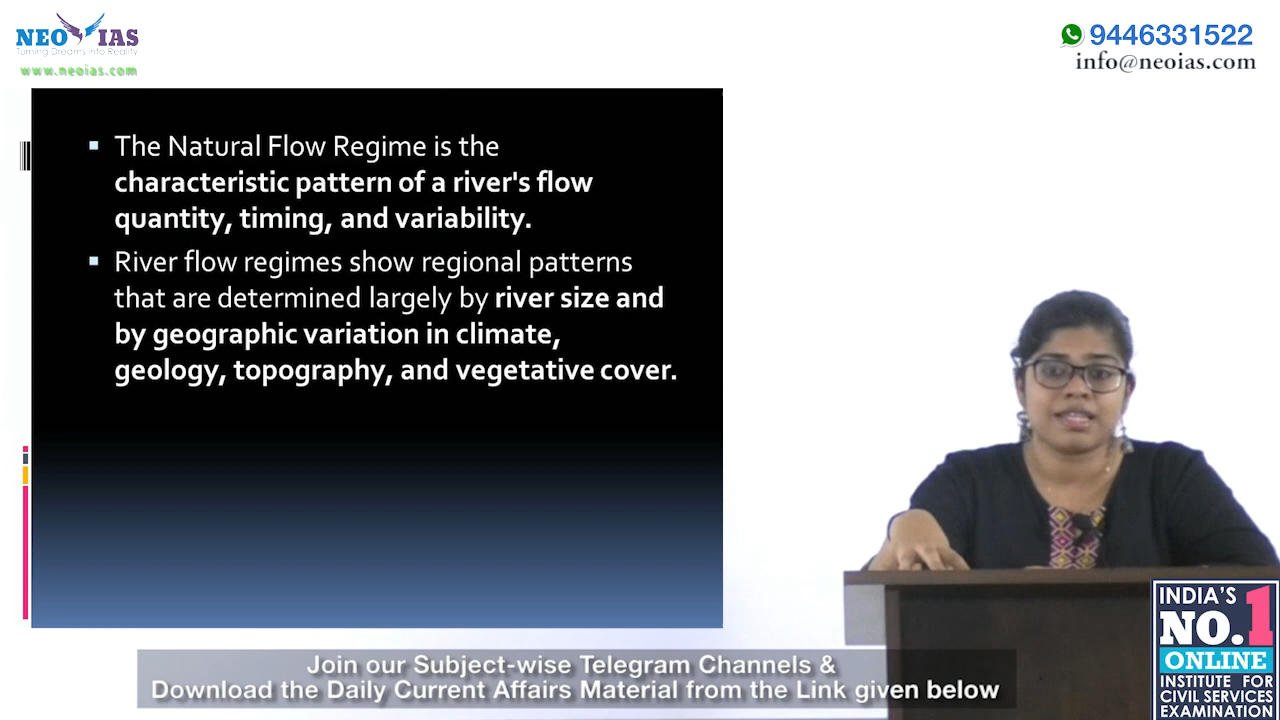 NEO IAS
Turning Dreams into Reality
www.neoias.com
9446331522
info@neoias.com
The Natural Flow Regime is the
characteristic pattern of a river's flow
quantity, timing, and variability.
River flow regimes show regional patterns
that are determined largely by river size and
by geographic variation in climate,
geology, topography, and vegetative cover.
INDIA'S
NO.1
ONLINE
INSTITUTE FOR
CIVIL SERVICES
EXAMINATION
Join our Subject-wise Telegram Channels &
Download the Daily Current Affairs Material from the Link given below